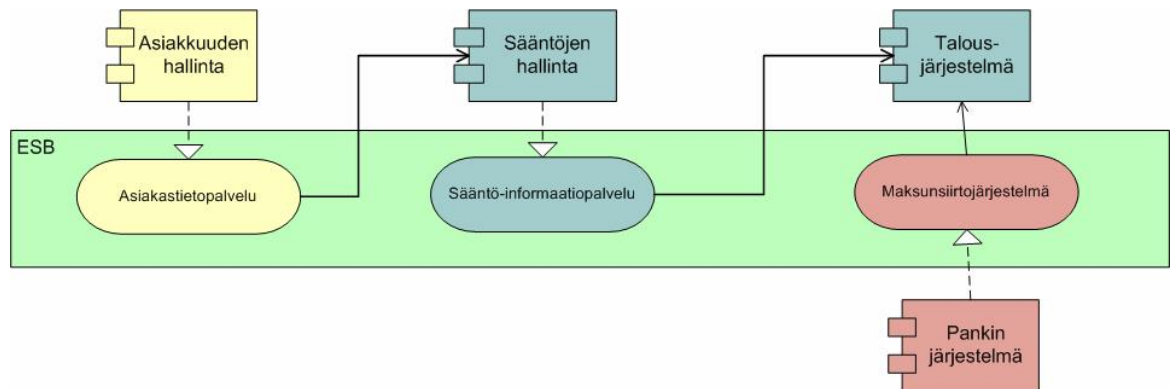 Asiakkuuden
hallinta
Sääntöjen
hallinta
Talous-
järjestelmä
ESB
Asiakastietopalvelu
Sääntö-informaatiopalvelu
Maksunsiirtojärjestelmä
Pankin
järjestelmä